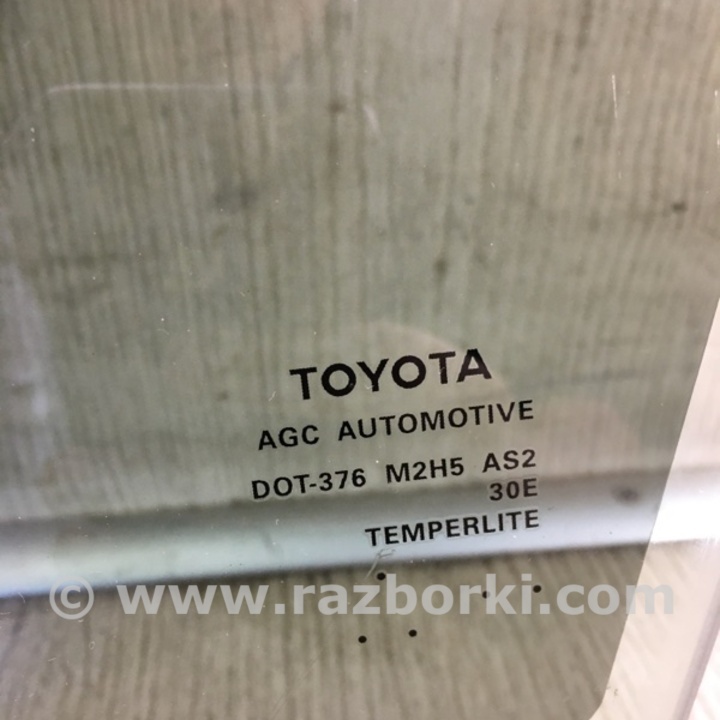 TOYOTA
AGC AUTOMOTIVE
DOT-376 M2H5 AS2
30E
TEMPERLITE
© www.razborki.com